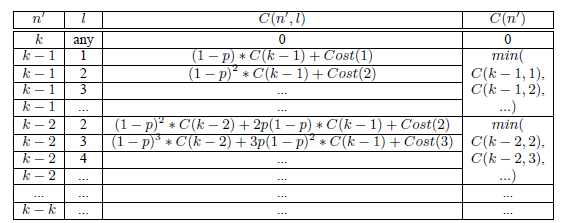 n′ l C(n′, l) C(n′)
k any 0 0
k − 1 1 (1 − p) ∗ C(k − 1) + Cost(1) min(
k − 1 2 (1 − p)² ∗ C(k − 1) + Cost(2) C(k − 1, 1),
k − 1 3 ... C(k − 1, 2),
k − 1 ... ... ...)
k − 2 2 (1 − p)² ∗ C(k − 2) + 2p(1 − p) ∗ C(k − 1) + Cost(2) min(
k − 2 3 (1 − p)³ ∗ C(k − 2) + 3p(1 − p)² ∗ C(k − 1) + Cost(3) C(k − 2, 2),
k − 2 4 ... C(k − 2, 3),
k − 2 ... ... ...)
... ... ... ...
k − k ... ... ...